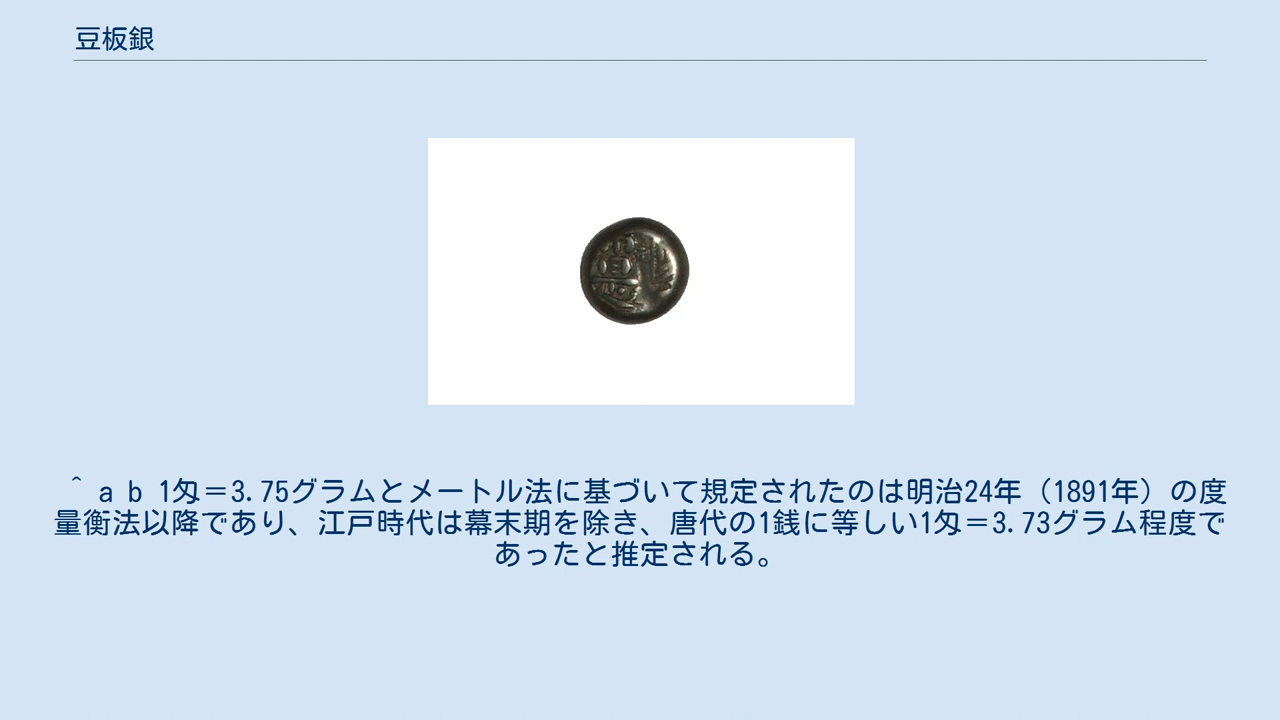 豆板銀
^ a b 1匁＝3.75グラムとメートル法に基づいて規定されたのは明治24年（1891年）の度
量衡法以降であり、江戸時代は幕末期を除き、唐代の1銭に等しい1匁＝3.73グラム程度で
あったと推定される。